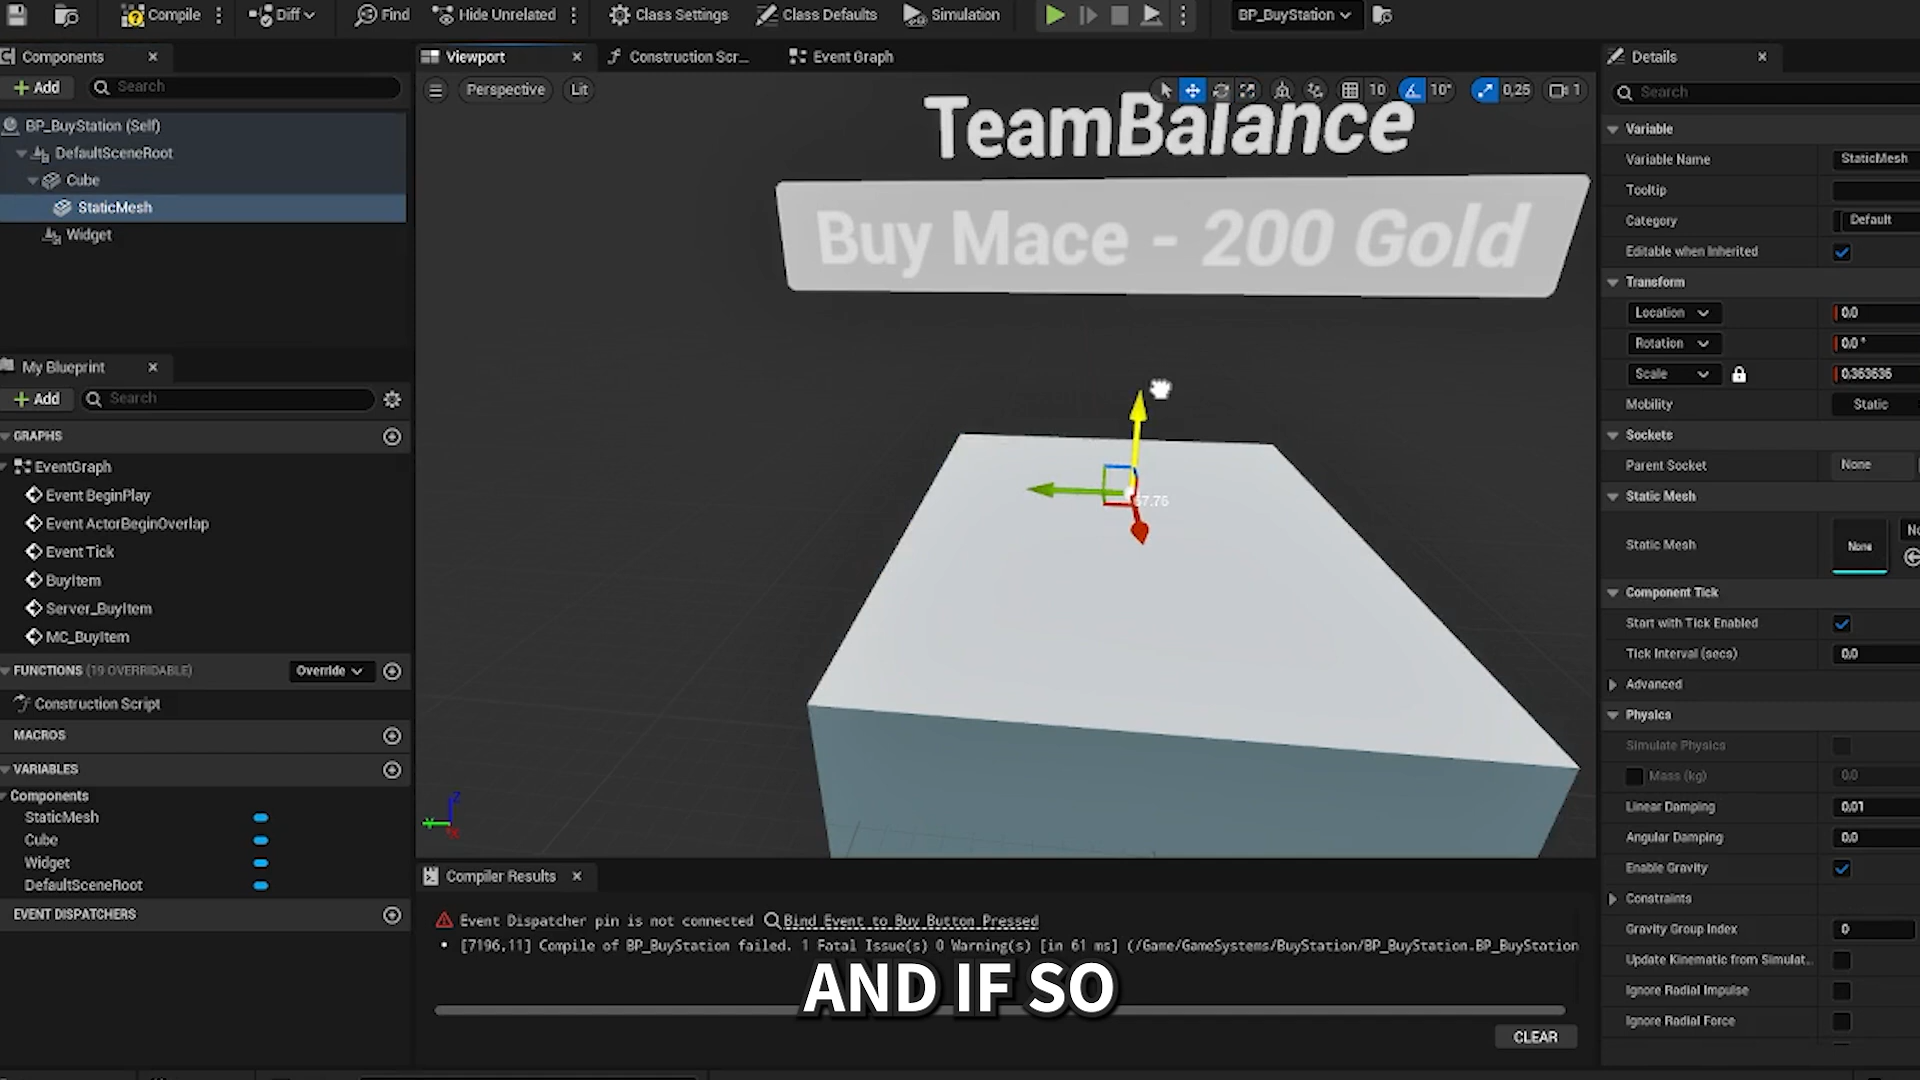 Compile
Diff
Find
Hide Unrelated
Class Settings
Class Defaults
Simulation
BP_BuyStation
Components
Add
Search
BP_BuyStation (Self)
DefaultSceneRoot
Cube
StaticMesh
Widget
My Blueprint
Add
Search
GRAPHS
EventGraph
Event BeginPlay
Event ActorBeginOverlap
Event Tick
BuyItem
Server_BuyItem
MC_BuyItem
FUNCTIONS (19 OVERRIDABLE)
Override
Construction Script
MACROS
VARIABLES
Components
StaticMesh
Cube
Widget
DefaultSceneRoot
EVENT DISPATCHERS
Viewport
Construction Scr...
Event Graph
Perspective
Lit
10
10°
0,25
1
TeamBalance
Buy Mace - 200 Gold
57.76
Z
Y
X
Compiler Results
Event Dispatcher pin is not connected Bind Event to Buy Button Pressed
[7196,11] Compile of BP_BuyStation failed. 1 Fatal Issue(s) 0 Warning(s) [in 61 ms] (/Game/GameSystems/BuyStation/BP_BuyStation.BP_BuyStation
AND IF SO
CLEAR
Details
Search
Variable
Variable Name StaticMesh
Tooltip
Category Default
Editable when Inherited
Transform
Location 0.0
Rotation 0.0 °
Scale 0.363636
Mobility Static
Sockets
Parent Socket None
Static Mesh
Static Mesh None
Component Tick
Start with Tick Enabled
Tick Interval (secs) 0.0
Advanced
Physics
Simulate Physics
Mass (kg) 0.0
Linear Damping 0.01
Angular Damping 0.0
Enable Gravity
Constraints
Gravity Group Index 0
Update Kinematic from Simulat...
Ignore Radial Impulse
Ignore Radial Force